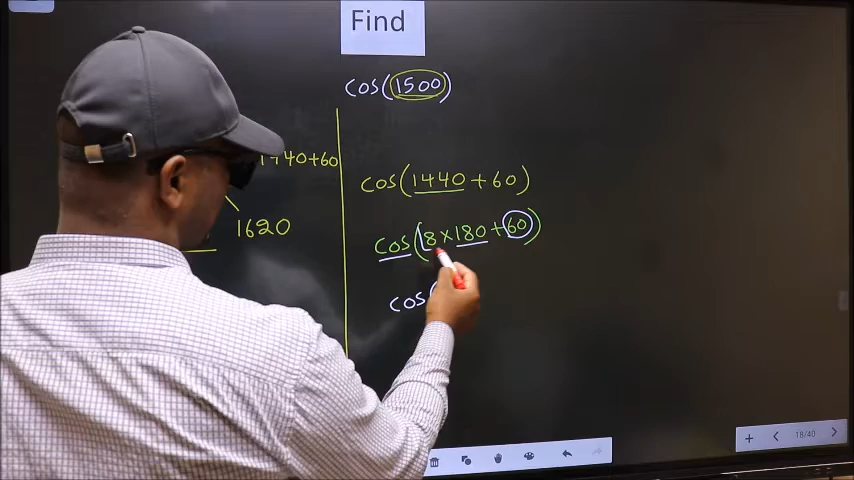 Find
cos(1500)
1440+60
1620
cos(1440+60)
cos(8×180+60)
cos(
18/40